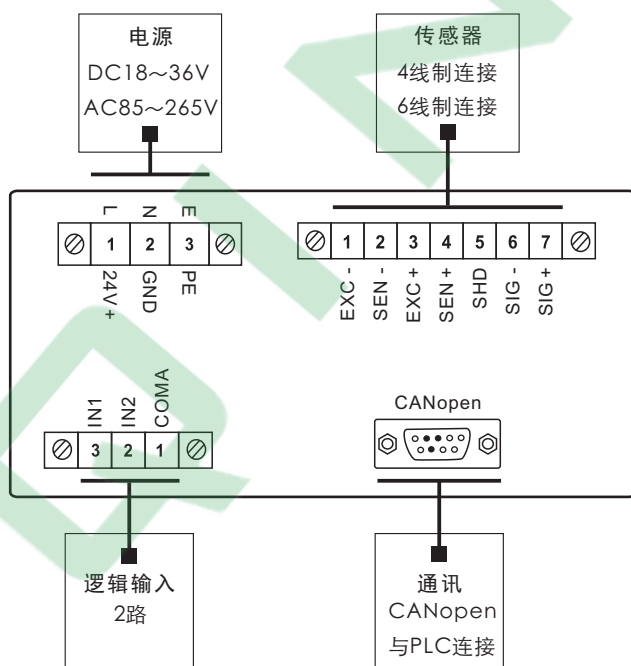 电源
DC18～36V
AC85～265V
传感器
4线制连接
6线制连接
L N E
1 2 3
24V+ GND PE
1 2 3 4 5 6 7
EXC- SEN- EXC+ SEN+ SHD SIG- SIG+
IN1 IN2 COMA
3 2 1
CANopen
逻辑输入
2路
通讯
CANopen
与PLC连接